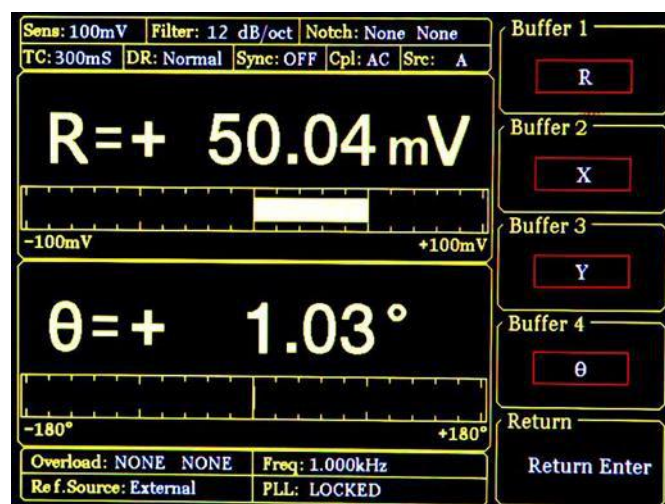 Sens: 100mV Filter: 12 dB/oct Notch: None None
TC: 300mS DR: Normal Sync: OFF Cpl: AC Src: A
R=+ 50.04 mV
-100mV +100mV
θ=+ 1.03°
-180° +180°
Overload: NONE NONE Freq: 1.000kHz
Ref.Source: External PLL: LOCKED
Buffer 1
R
Buffer 2
X
Buffer 3
Y
Buffer 4
θ
Return
Return Enter